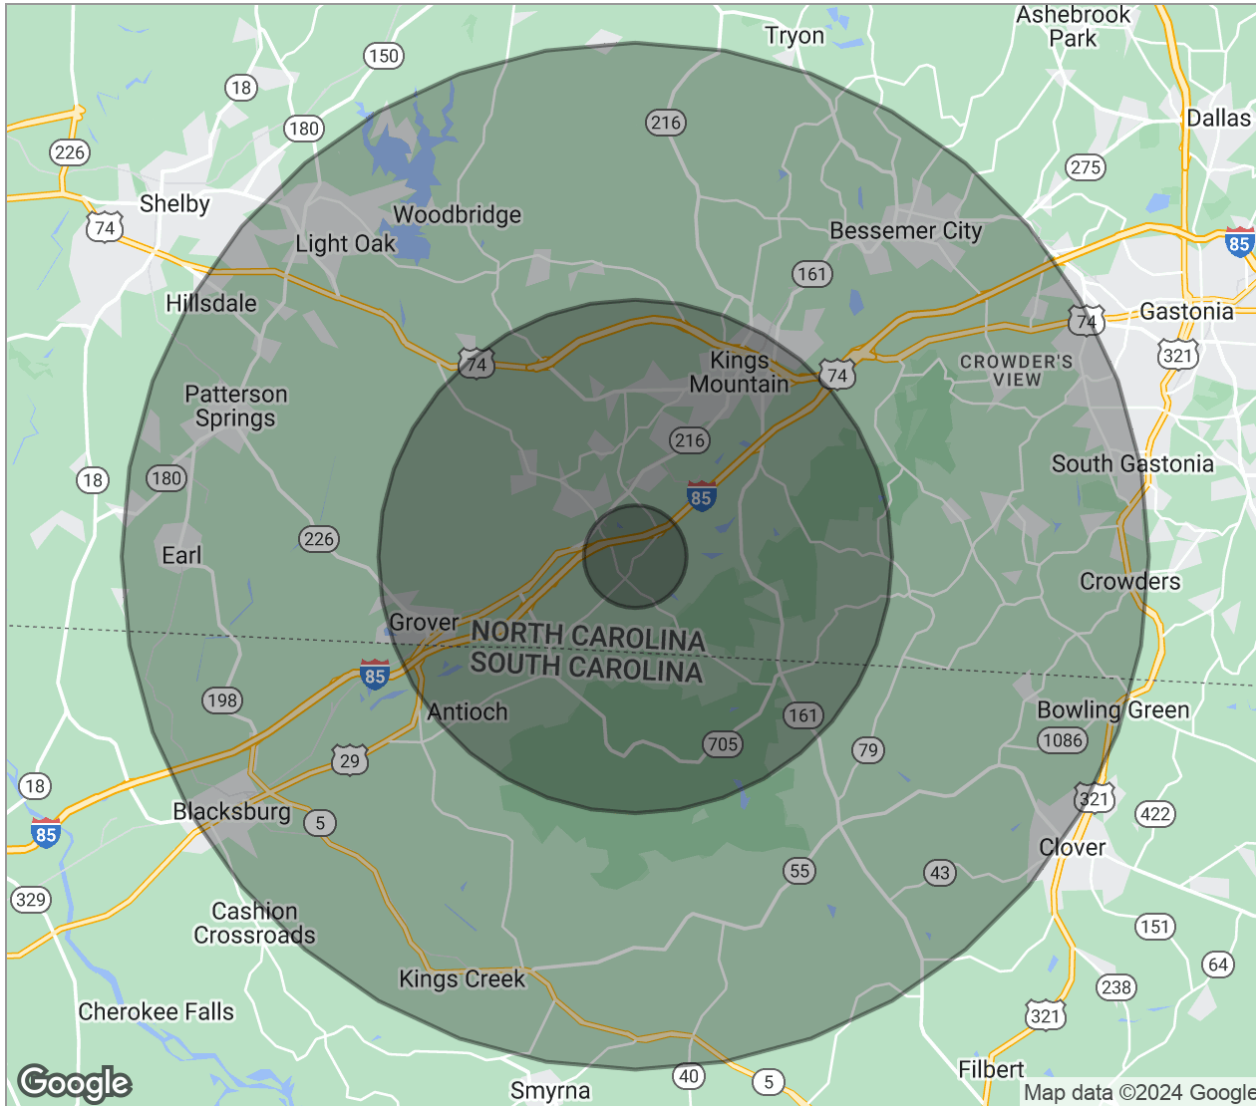 Ashebrook
Park
Tryon
150
18
216
180
Dallas
226
275
Shelby
74
Woodbridge
Light Oak
Bessemer City
85
161
Hillsdale
Gastonia
74
321
74
Kings
Mountain
74
CROWDER'S
VIEW
Patterson
Springs
216
18
180
South Gastonia
85
226
Earl
Crowders
Grover
NORTH CAROLINA
SOUTH CAROLINA
85
198
Antioch
161
Bowling Green
705
79
1086
29
18
321
Blacksburg
5
422
85
Clover
55
43
329
Cashion
Crossroads
151
64
Kings Creek
238
Cherokee Falls
321
Filbert
40
5
Smyrna
Google
Map data ©2024 Google